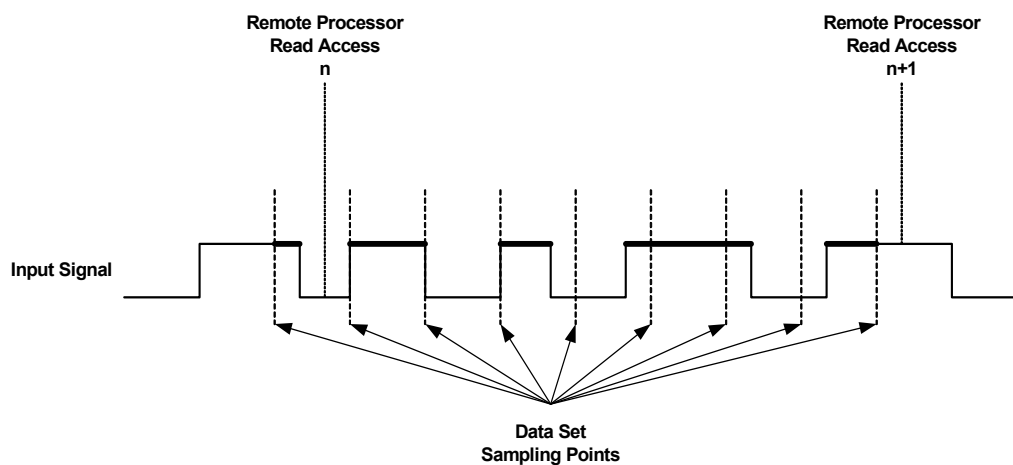 Remote Processor
Read Access
n
Remote Processor
Read Access
n+1
Input Signal
Data Set
Sampling Points